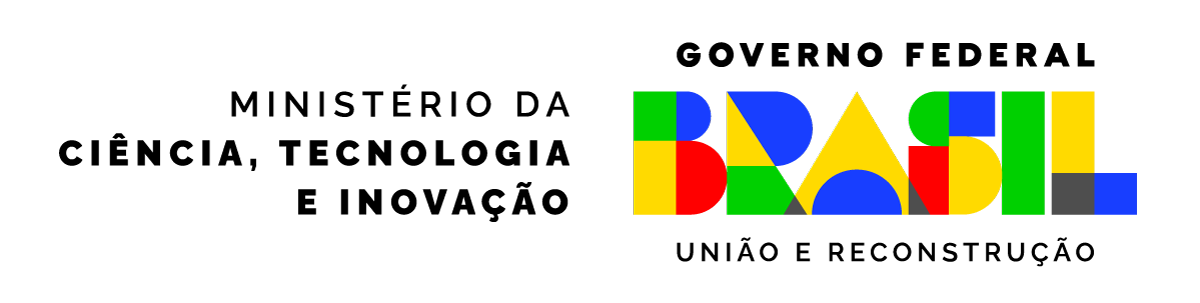 MINISTÉRIO DA
CIÊNCIA, TECNOLOGIA
E INOVAÇÃO
GOVERNO FEDERAL
BRASIL
UNIÃO E RECONSTRUÇÃO